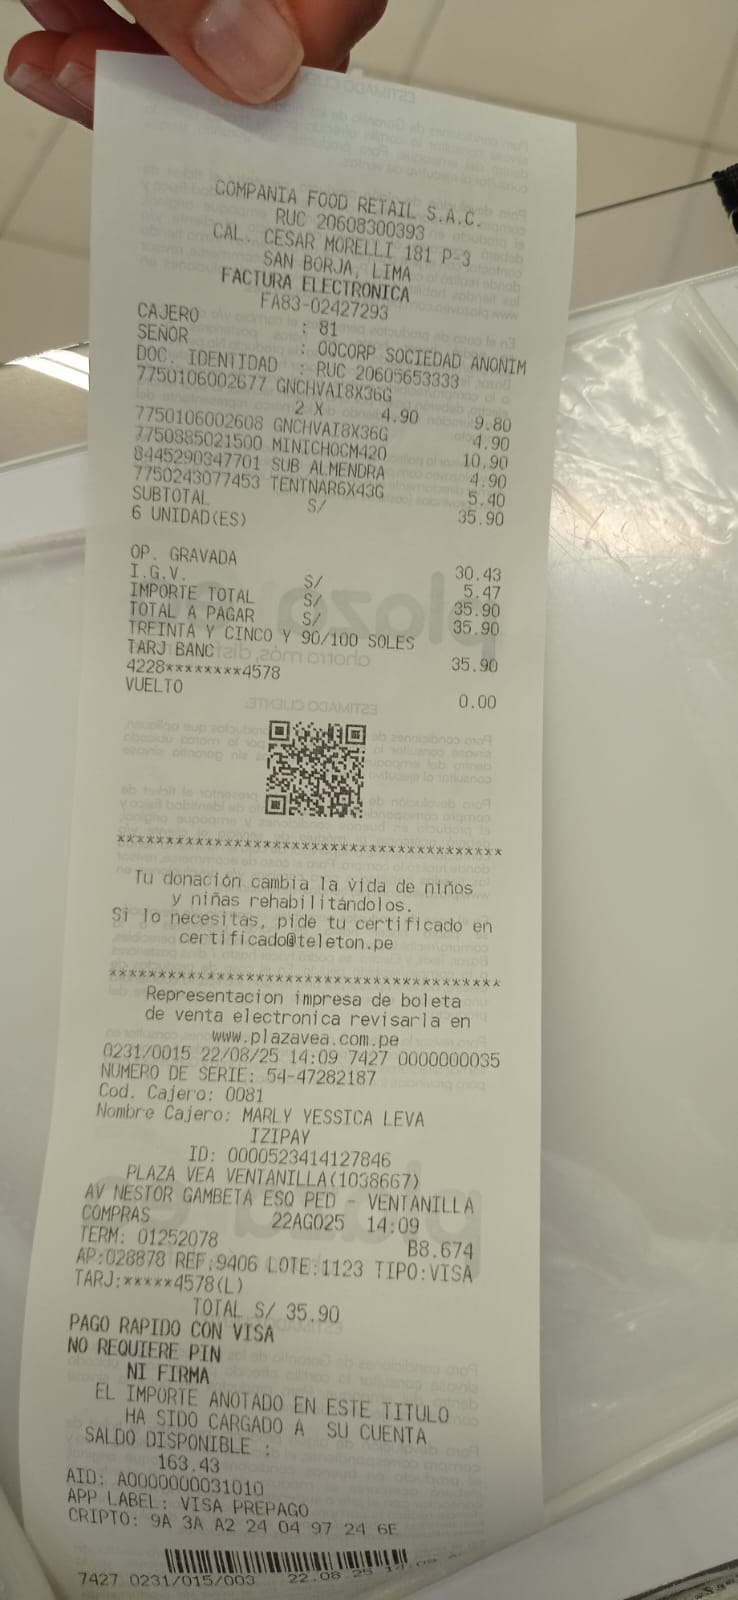 COMPANIA FOOD RETAIL S.A.C.
RUC 20608300393
CAL. CESAR MORELLI 181 P-3
SAN BORJA, LIMA
FACTURA ELECTRONICA
FA83-02427293
CAJERO : 81
SEÑOR : OQCORP SOCIEDAD ANONIM
DOC. IDENTIDAD : RUC 20605653333
7750106002677 GNCHVAI8X36G
2 X 4.90 9.80
7750106002608 GNCHVAI8X36G 4.90
7750885021500 MINICHOCM420 10.90
8445290347701 SUB ALMENDRA 4.90
7750243077453 TENTNAR6X43G 5.40
SUBTOTAL S/ 35.90
6 UNIDAD(ES)
OP. GRAVADA 30.43
I.G.V. S/ 5.47
IMPORTE TOTAL S/ 35.90
TOTAL A PAGAR S/ 35.90
TREINTA Y CINCO Y 90/100 SOLES
TARJ BANC 35.90
4228********4578
VUELTO 0.00
****************************************
Tu donación cambia la vida de niños
y niñas rehabilitándolos.
Si lo necesitas, pide tu certificado en
certificado@teleton.pe
****************************************
Representacion impresa de boleta
de venta electronica revisarla en
www.plazavea.com.pe
0231/0015 22/08/25 14:09 7427 0000000035
NUMERO DE SERIE: 54-47282187
Cod. Cajero: 0081
Nombre Cajero: MARLY YESSICA LEVA
IZIPAY
ID: 0000523414127846
PLAZA VEA VENTANILLA(1038667)
AV NESTOR GAMBETA ESQ PED - VENTANILLA
COMPRAS 22AGO25 14:09
TERM: 01252078 B8.674
AP:028878 REF:9406 LOTE:1123 TIPO:VISA
TARJ:*****4578(L)
TOTAL S/ 35.90
PAGO RAPIDO CON VISA
NO REQUIERE PIN
NI FIRMA
EL IMPORTE ANOTADO EN ESTE TITULO
HA SIDO CARGADO A SU CUENTA
SALDO DISPONIBLE :
163.43
AID: A0000000031010
APP LABEL: VISA PREPAGO
CRIPTO: 9A 3A A2 24 04 97 24 6E
7427 0231/015/003 22.08.25